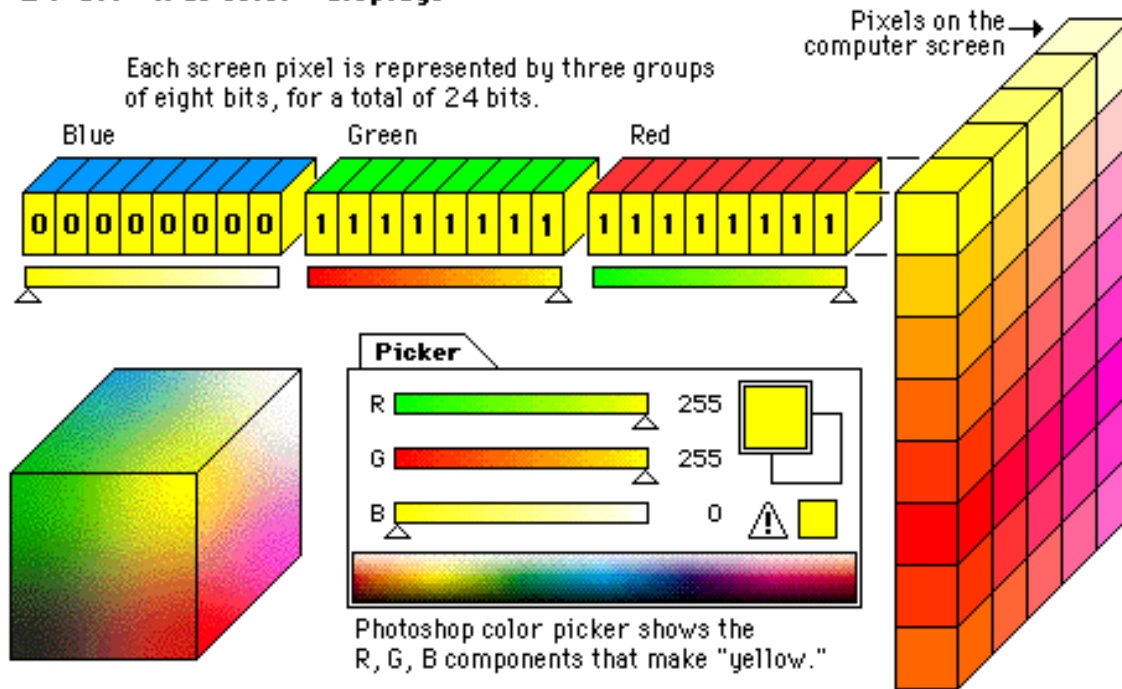 Pixels on the
computer screen
Each screen pixel is represented by three groups
of eight bits, for a total of 24 bits.
Blue Green Red
0 0 0 0 0 0 0 0 1 1 1 1 1 1 1 1 1 1 1 1 1 1 1 1
Picker
R 255
G 255
B 0
Photoshop color picker shows the
R, G, B components that make "yellow."